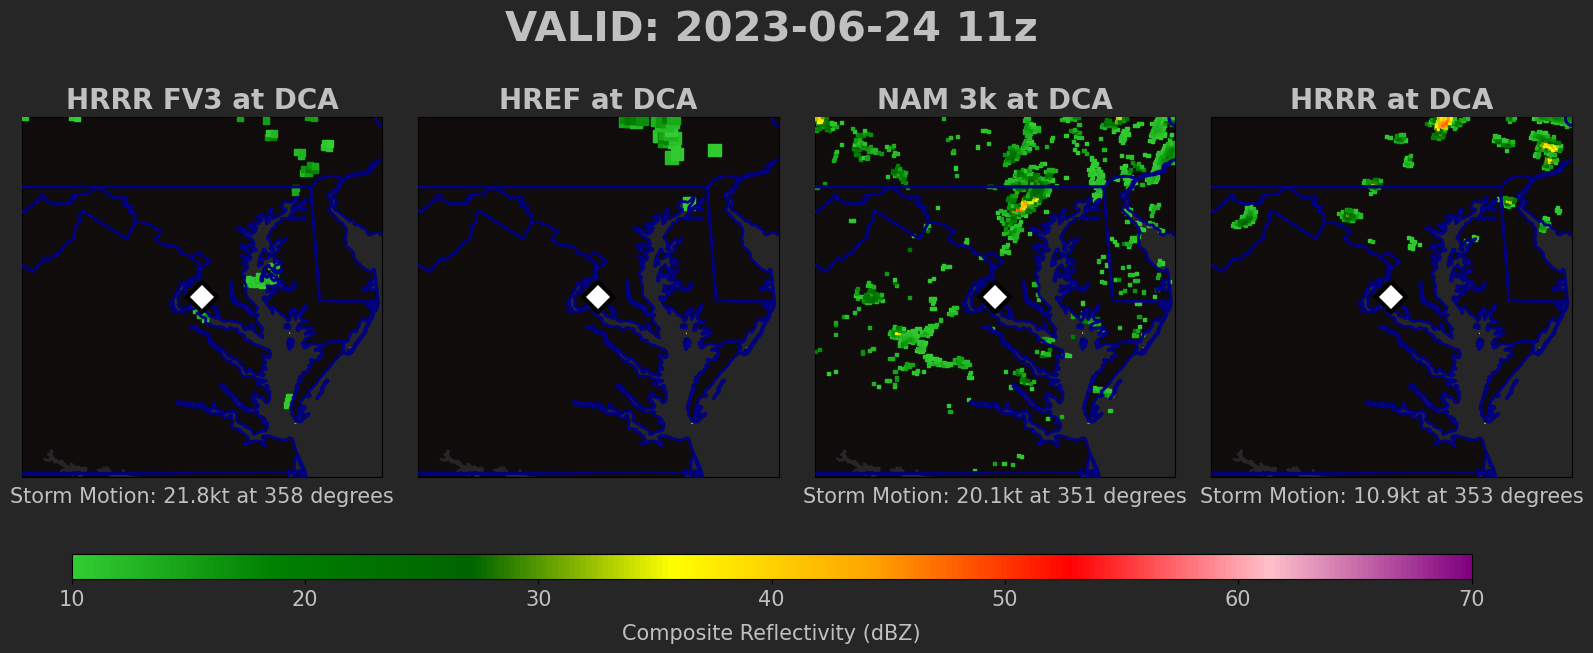 VALID: 2023-06-24 11z
HRRR FV3 at DCA
HREF at DCA
NAM 3k at DCA
HRRR at DCA
Storm Motion: 21.8kt at 358 degrees
Storm Motion: 20.1kt at 351 degrees
Storm Motion: 10.9kt at 353 degrees
10 20 30 40 50 60 70
Composite Reflectivity (dBZ)